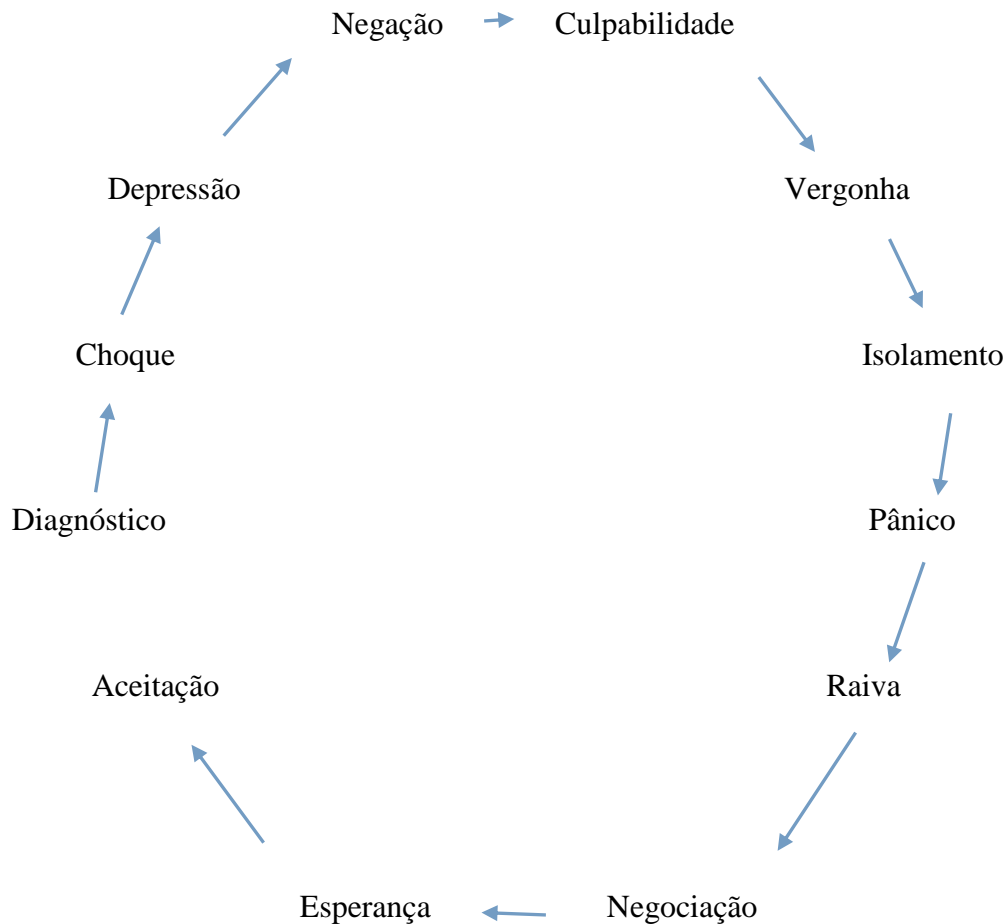 Negação Culpabilidade
Depressão Vergonha
Choque Isolamento
Diagnóstico Pânico
Aceitação Raiva
Esperança Negociação